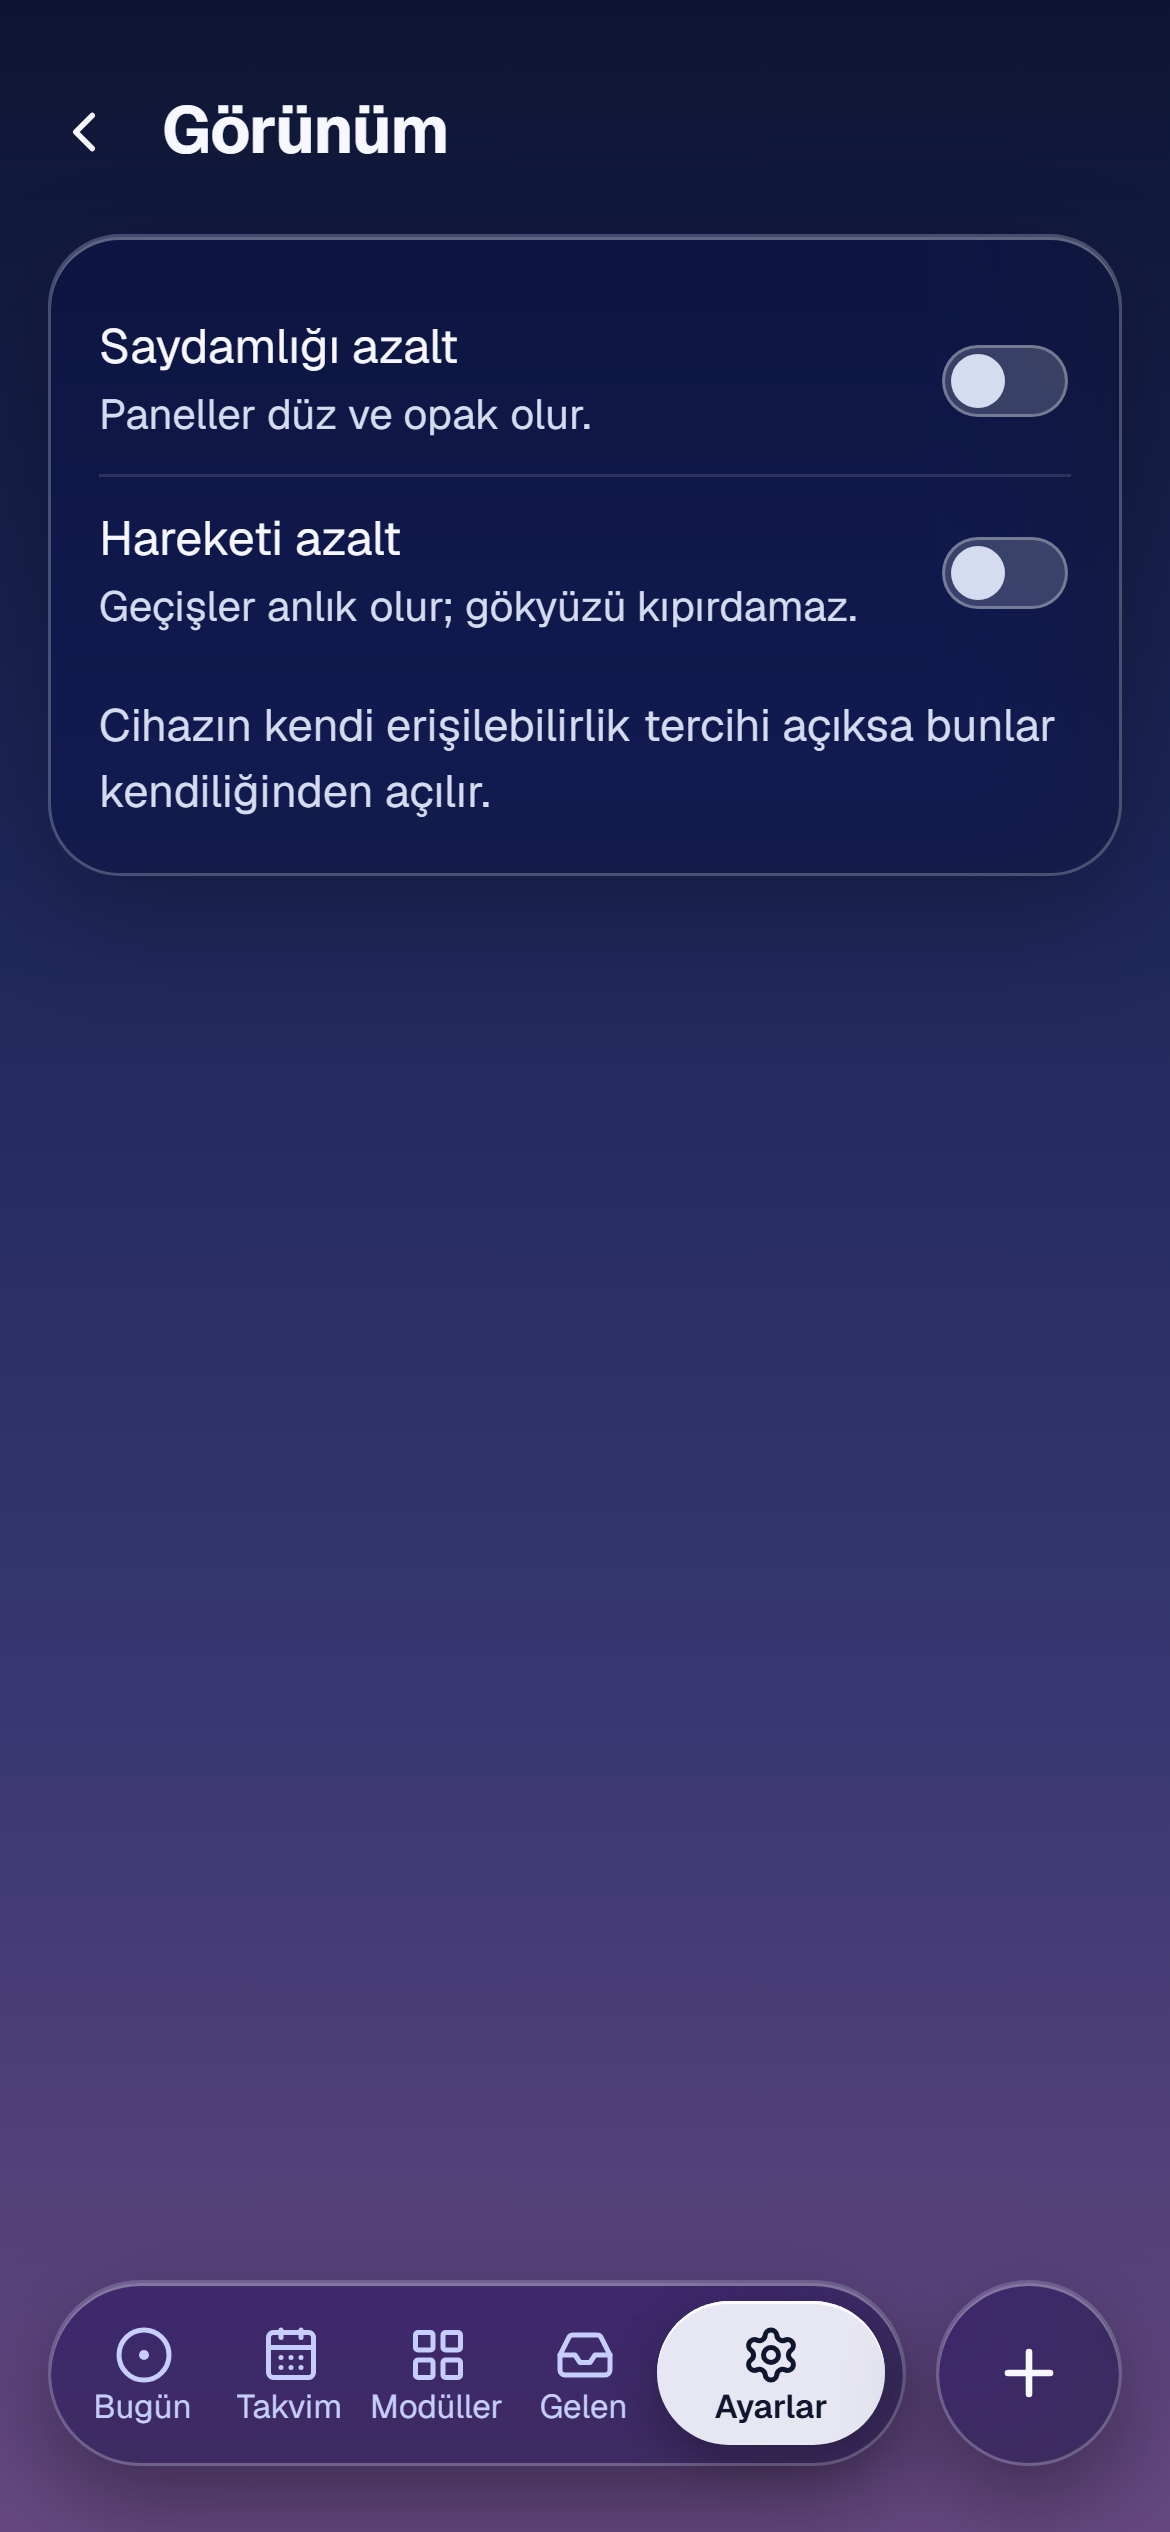 Görünüm
Saydamlığı azalt
Paneller düz ve opak olur.
Hareketi azalt
Geçişler anlık olur; gökyüzü kıpırdamaz.
Cihazın kendi erişilebilirlik tercihi açıksa bunlar
kendiliğinden açılır.
Bugün
Takvim
Modüller
Gelen
Ayarlar